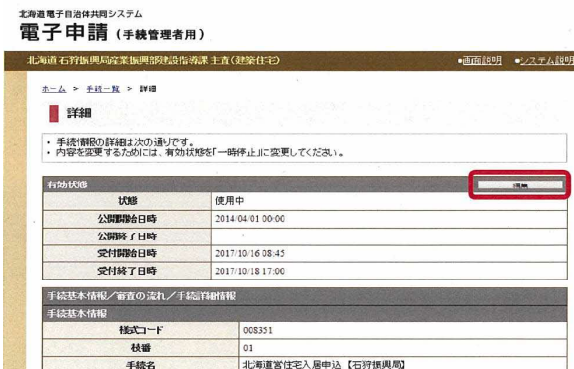 北海道電子自治体共同システム
電子申請（手続管理者用）
北海道 石狩振興局産業振興部建設指導課 主査(建築住宅)
●画面説明 ●システム説明
ホーム > 手続一覧 > 詳細
詳細
・ 手続情報の詳細は次の通りです。
・ 内容を変更するためには、有効状態を「一時停止」に変更してください。
有効状態
状態 使用中
公開開始日時 2014/04/01 00:00
公開終了日時
受付開始日時 2017/10/16 08:45
受付終了日時 2017/10/18 17:00
手続基本情報／審査の流れ／手続詳細情報
手続基本情報
様式コード 008351
枝番 01
手続名 北海道営住宅入居申込【石狩振興局】